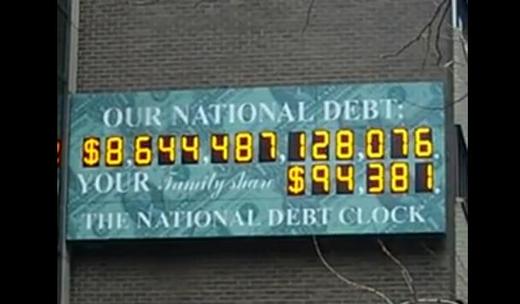 OUR NATIONAL DEBT:
$8,644,487,128,076.
YOUR Family share $94,381.
THE NATIONAL DEBT CLOCK